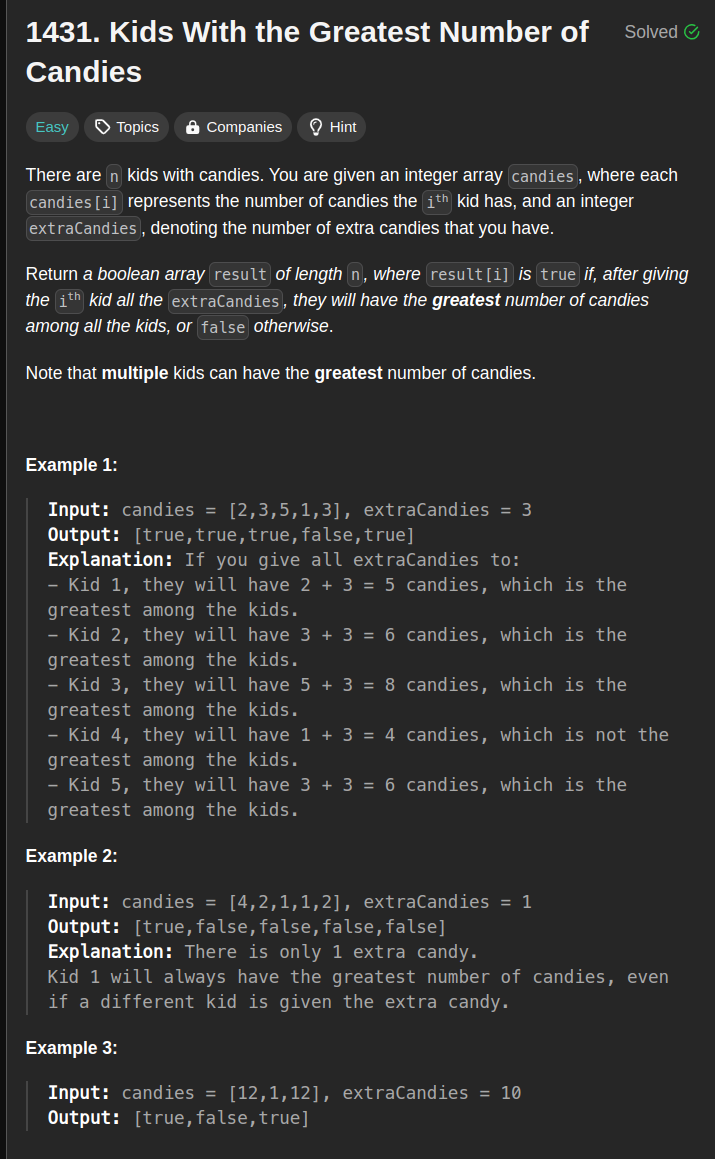 1431. Kids With the Greatest Number of
Candies
Solved
Easy
Topics
Companies
Hint
There are n kids with candies. You are given an integer array candies, where each
candies[i] represents the number of candies the ith kid has, and an integer
extraCandies, denoting the number of extra candies that you have.
Return a boolean array result of length n, where result[i] is true if, after giving
the ith kid all the extraCandies, they will have the greatest number of candies
among all the kids, or false otherwise.
Note that multiple kids can have the greatest number of candies.
Example 1:
Input: candies = [2,3,5,1,3], extraCandies = 3
Output: [true,true,true,false,true]
Explanation: If you give all extraCandies to:
- Kid 1, they will have 2 + 3 = 5 candies, which is the
greatest among the kids.
- Kid 2, they will have 3 + 3 = 6 candies, which is the
greatest among the kids.
- Kid 3, they will have 5 + 3 = 8 candies, which is the
greatest among the kids.
- Kid 4, they will have 1 + 3 = 4 candies, which is not the
greatest among the kids.
- Kid 5, they will have 3 + 3 = 6 candies, which is the
greatest among the kids.
Example 2:
Input: candies = [4,2,1,1,2], extraCandies = 1
Output: [true,false,false,false,false]
Explanation: There is only 1 extra candy.
Kid 1 will always have the greatest number of candies, even
if a different kid is given the extra candy.
Example 3:
Input: candies = [12,1,12], extraCandies = 10
Output: [true,false,true]